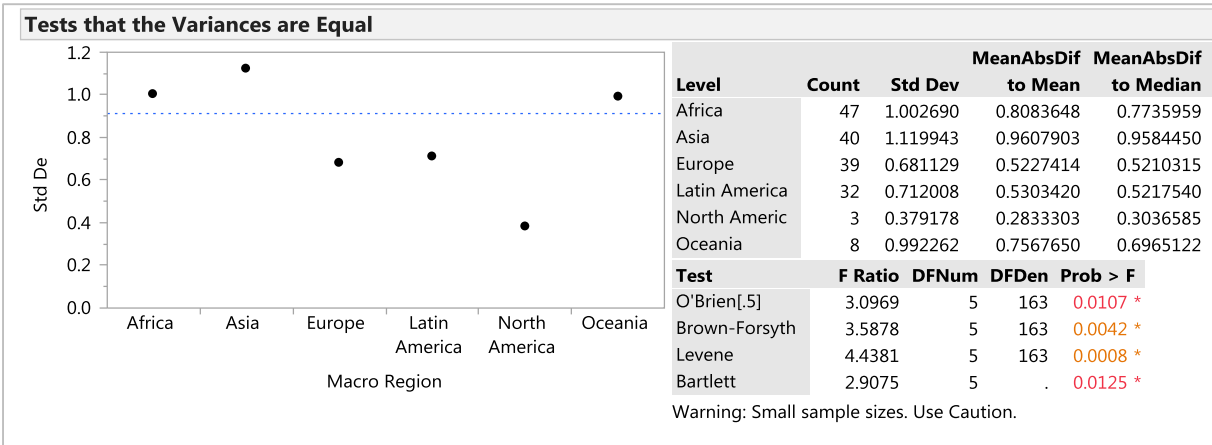 Tests that the Variances are Equal
Std De
1.2
1.0
0.8
0.6
0.4
0.2
0.0
Africa Asia Europe Latin America North America Oceania
Macro Region
Level Count Std Dev MeanAbsDif to Mean MeanAbsDif to Median
Africa 47 1.002690 0.8083648 0.7735959
Asia 40 1.119943 0.9607903 0.9584450
Europe 39 0.681129 0.5227414 0.5210315
Latin America 32 0.712008 0.5303420 0.5217540
North Americ 3 0.379178 0.2833303 0.3036585
Oceania 8 0.992262 0.7567650 0.6965122
Test F Ratio DFNum DFDen Prob > F
O'Brien[.5] 3.0969 5 163 0.0107 *
Brown-Forsyth 3.5878 5 163 0.0042 *
Levene 4.4381 5 163 0.0008 *
Bartlett 2.9075 5 . 0.0125 *
Warning: Small sample sizes. Use Caution.